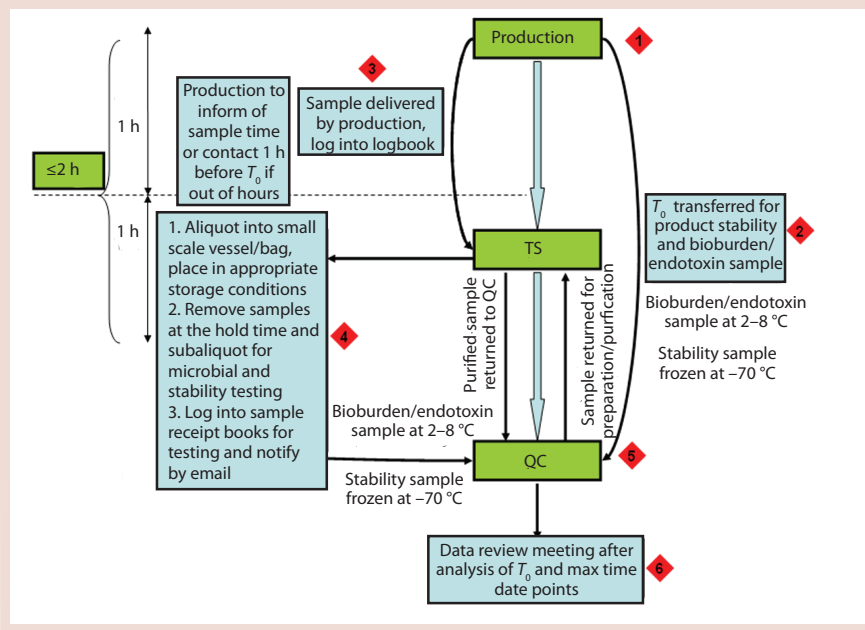 Production
1
3
1 h
Production to
inform of
sample time
or contact 1 h
before T0 if
out of hours
Sample delivered
by production,
log into logbook
≤2 h
1 h
T0 transferred for
product stability
and bioburden/
endotoxin sample
2
1. Aliquot into small
scale vessel/bag,
place in appropriate
storage conditions
2. Remove samples
at the hold time and
subaliquot for
microbial and
stability testing
3. Log into sample
receipt books for
testing and notify
by email
4
TS
Bioburden/endotoxin
sample at 2–8 °C
Stability sample
frozen at –70 °C
Purified sample
returned to QC
Sample returned for
preparation/purification
Bioburden/endotoxin
sample at 2–8 °C
Stability sample
frozen at –70 °C
QC
5
Data review meeting after
analysis of T0 and max time
date points
6